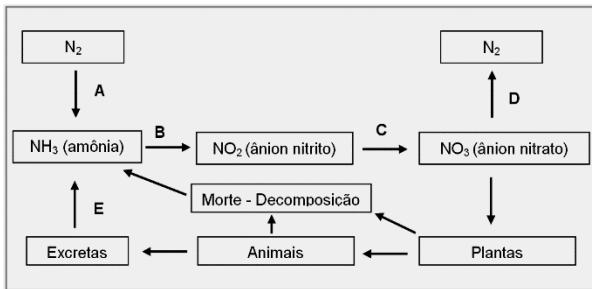 N₂
N₂
A
D
B
C
NH₃ (amônia)
NO₂ (ânion nitrito)
NO₃ (ânion nitrato)
E
Morte - Decomposição
Excretas
Animais
Plantas